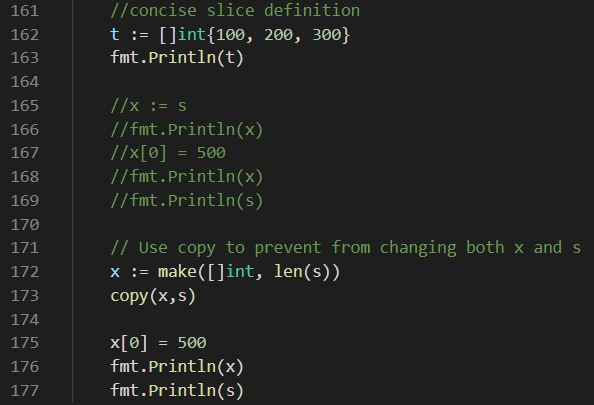 161 //concise slice definition
162 t := []int{100, 200, 300}
163 fmt.Println(t)
164
165 //x := s
166 //fmt.Println(x)
167 //x[0] = 500
168 //fmt.Println(x)
169 //fmt.Println(s)
170
171 // Use copy to prevent from changing both x and s
172 x := make([]int, len(s))
173 copy(x,s)
174
175 x[0] = 500
176 fmt.Println(x)
177 fmt.Println(s)